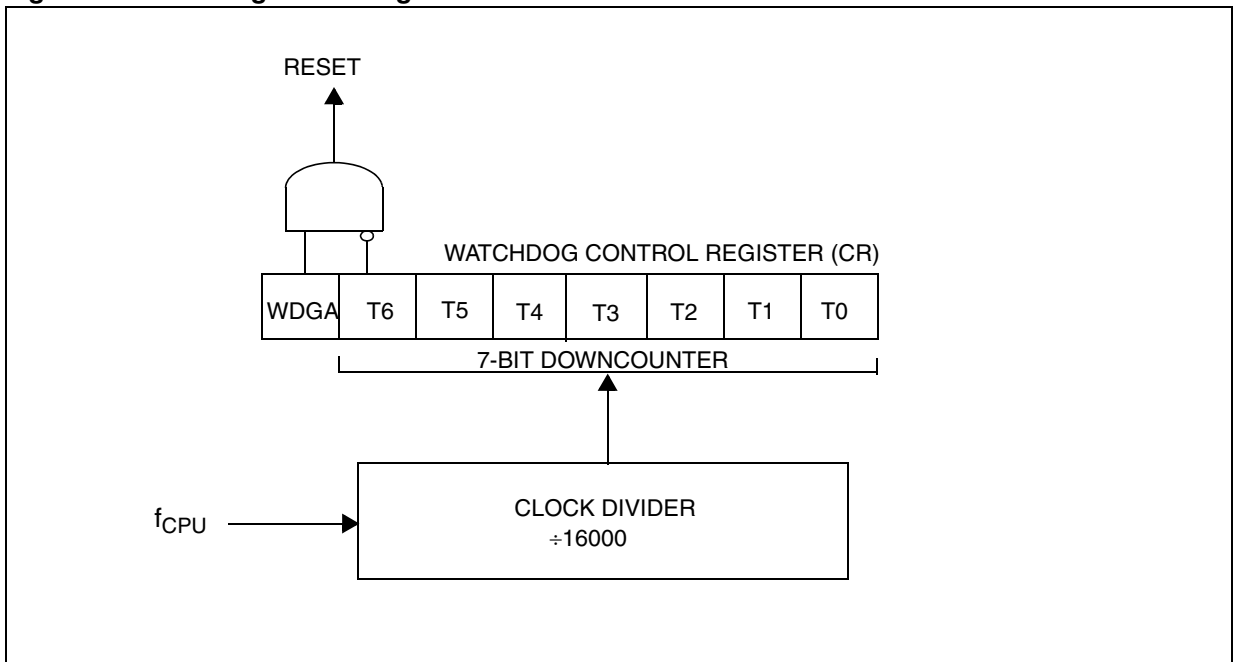 RESET
WATCHDOG CONTROL REGISTER (CR)
WDGA T6 T5 T4 T3 T2 T1 T0
7-BIT DOWNCOUNTER
fCPU
CLOCK DIVIDER
÷16000